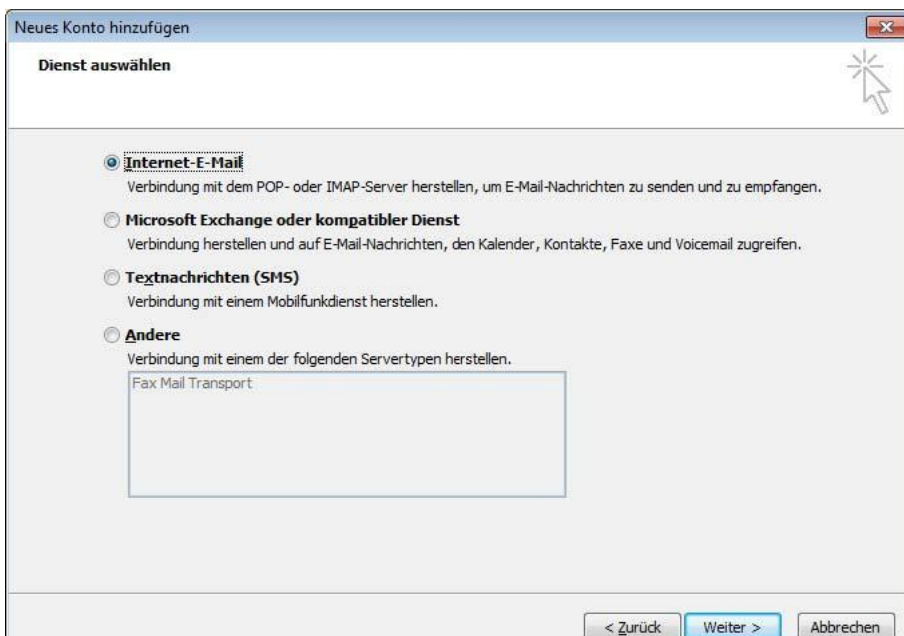 Neues Konto hinzufügen
Dienst auswählen
Internet-E-Mail
Verbindung mit dem POP- oder IMAP-Server herstellen, um E-Mail-Nachrichten zu senden und zu empfangen.
Microsoft Exchange oder kompatibler Dienst
Verbindung herstellen und auf E-Mail-Nachrichten, den Kalender, Kontakte, Faxe und Voicemail zugreifen.
Textnachrichten (SMS)
Verbindung mit einem Mobilfunkdienst herstellen.
Andere
Verbindung mit einem der folgenden Servertypen herstellen.
Fax Mail Transport
< Zurück Weiter > Abbrechen